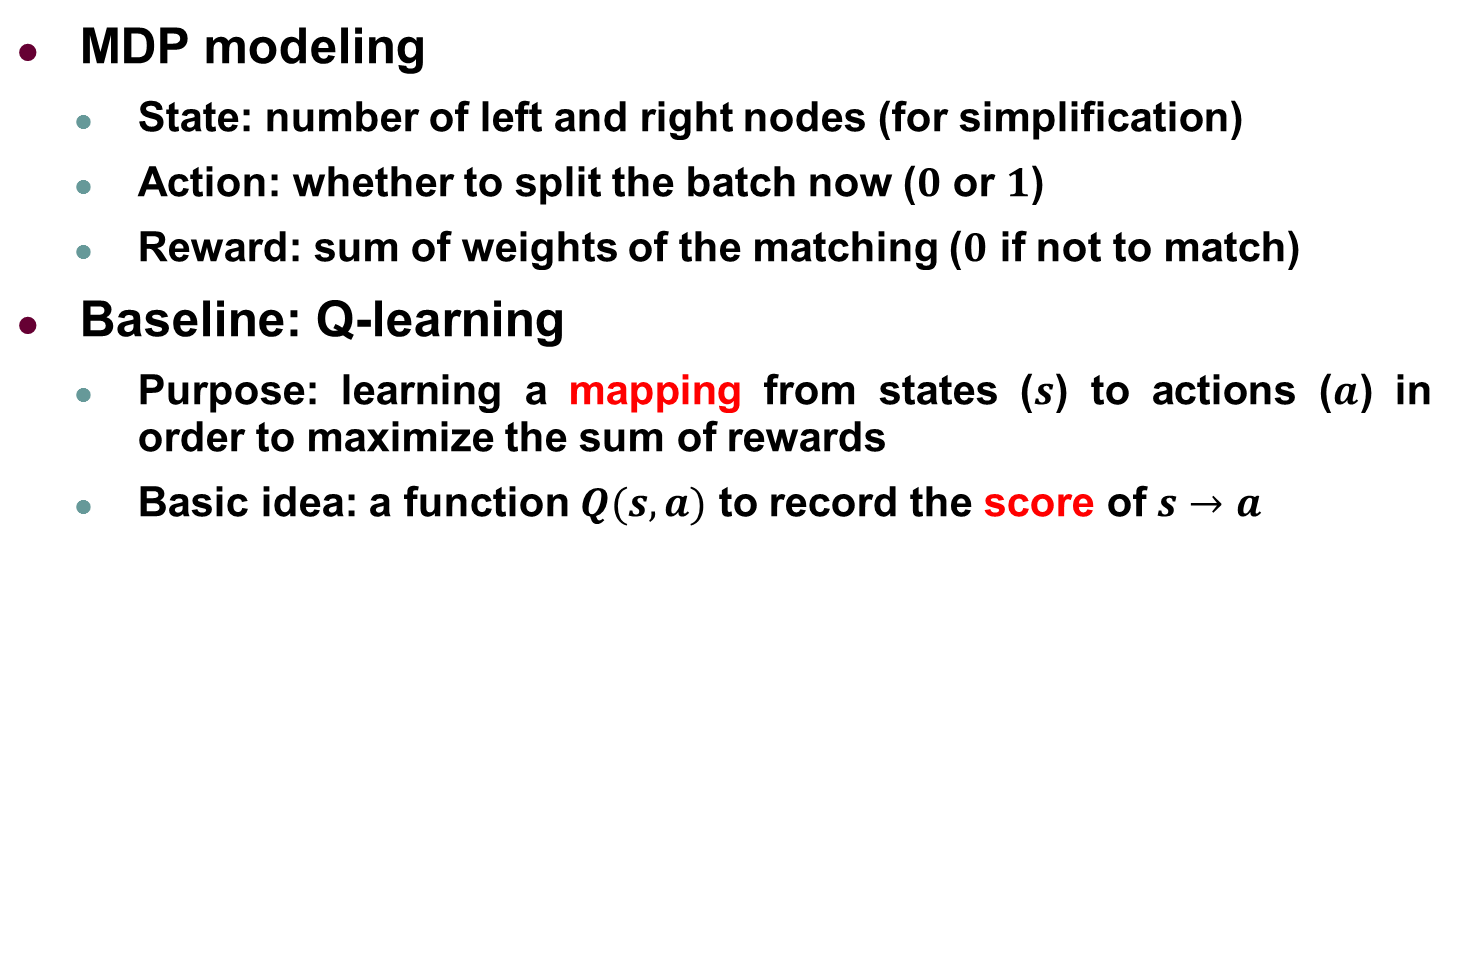 ● MDP modeling
● State: number of left and right nodes (for simplification)
● Action: whether to split the batch now (0 or 1)
● Reward: sum of weights of the matching (0 if not to match)
● Baseline: Q-learning
● Purpose: learning a mapping from states (𝒔) to actions (𝒂) in
order to maximize the sum of rewards
● Basic idea: a function 𝑸(𝒔, 𝒂) to record the score of 𝒔 → 𝒂